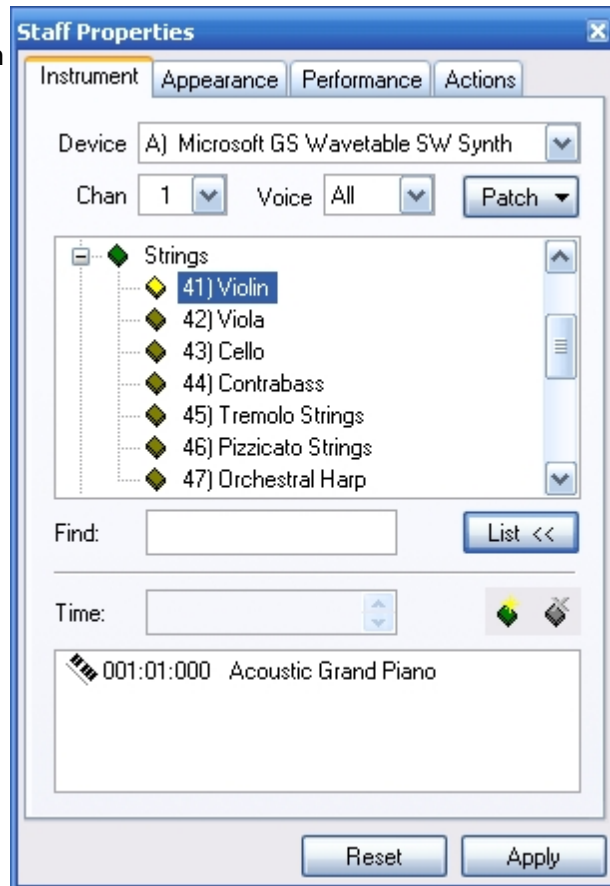 Staff Properties
Instrument Appearance Performance Actions
Device A) Microsoft GS Wavetable SW Synth
Chan 1 Voice All Patch
Strings
41) Violin
42) Viola
43) Cello
44) Contrabass
45) Tremolo Strings
46) Pizzicato Strings
47) Orchestral Harp
Find: List <<
Time:
001:01:000 Acoustic Grand Piano
Reset Apply